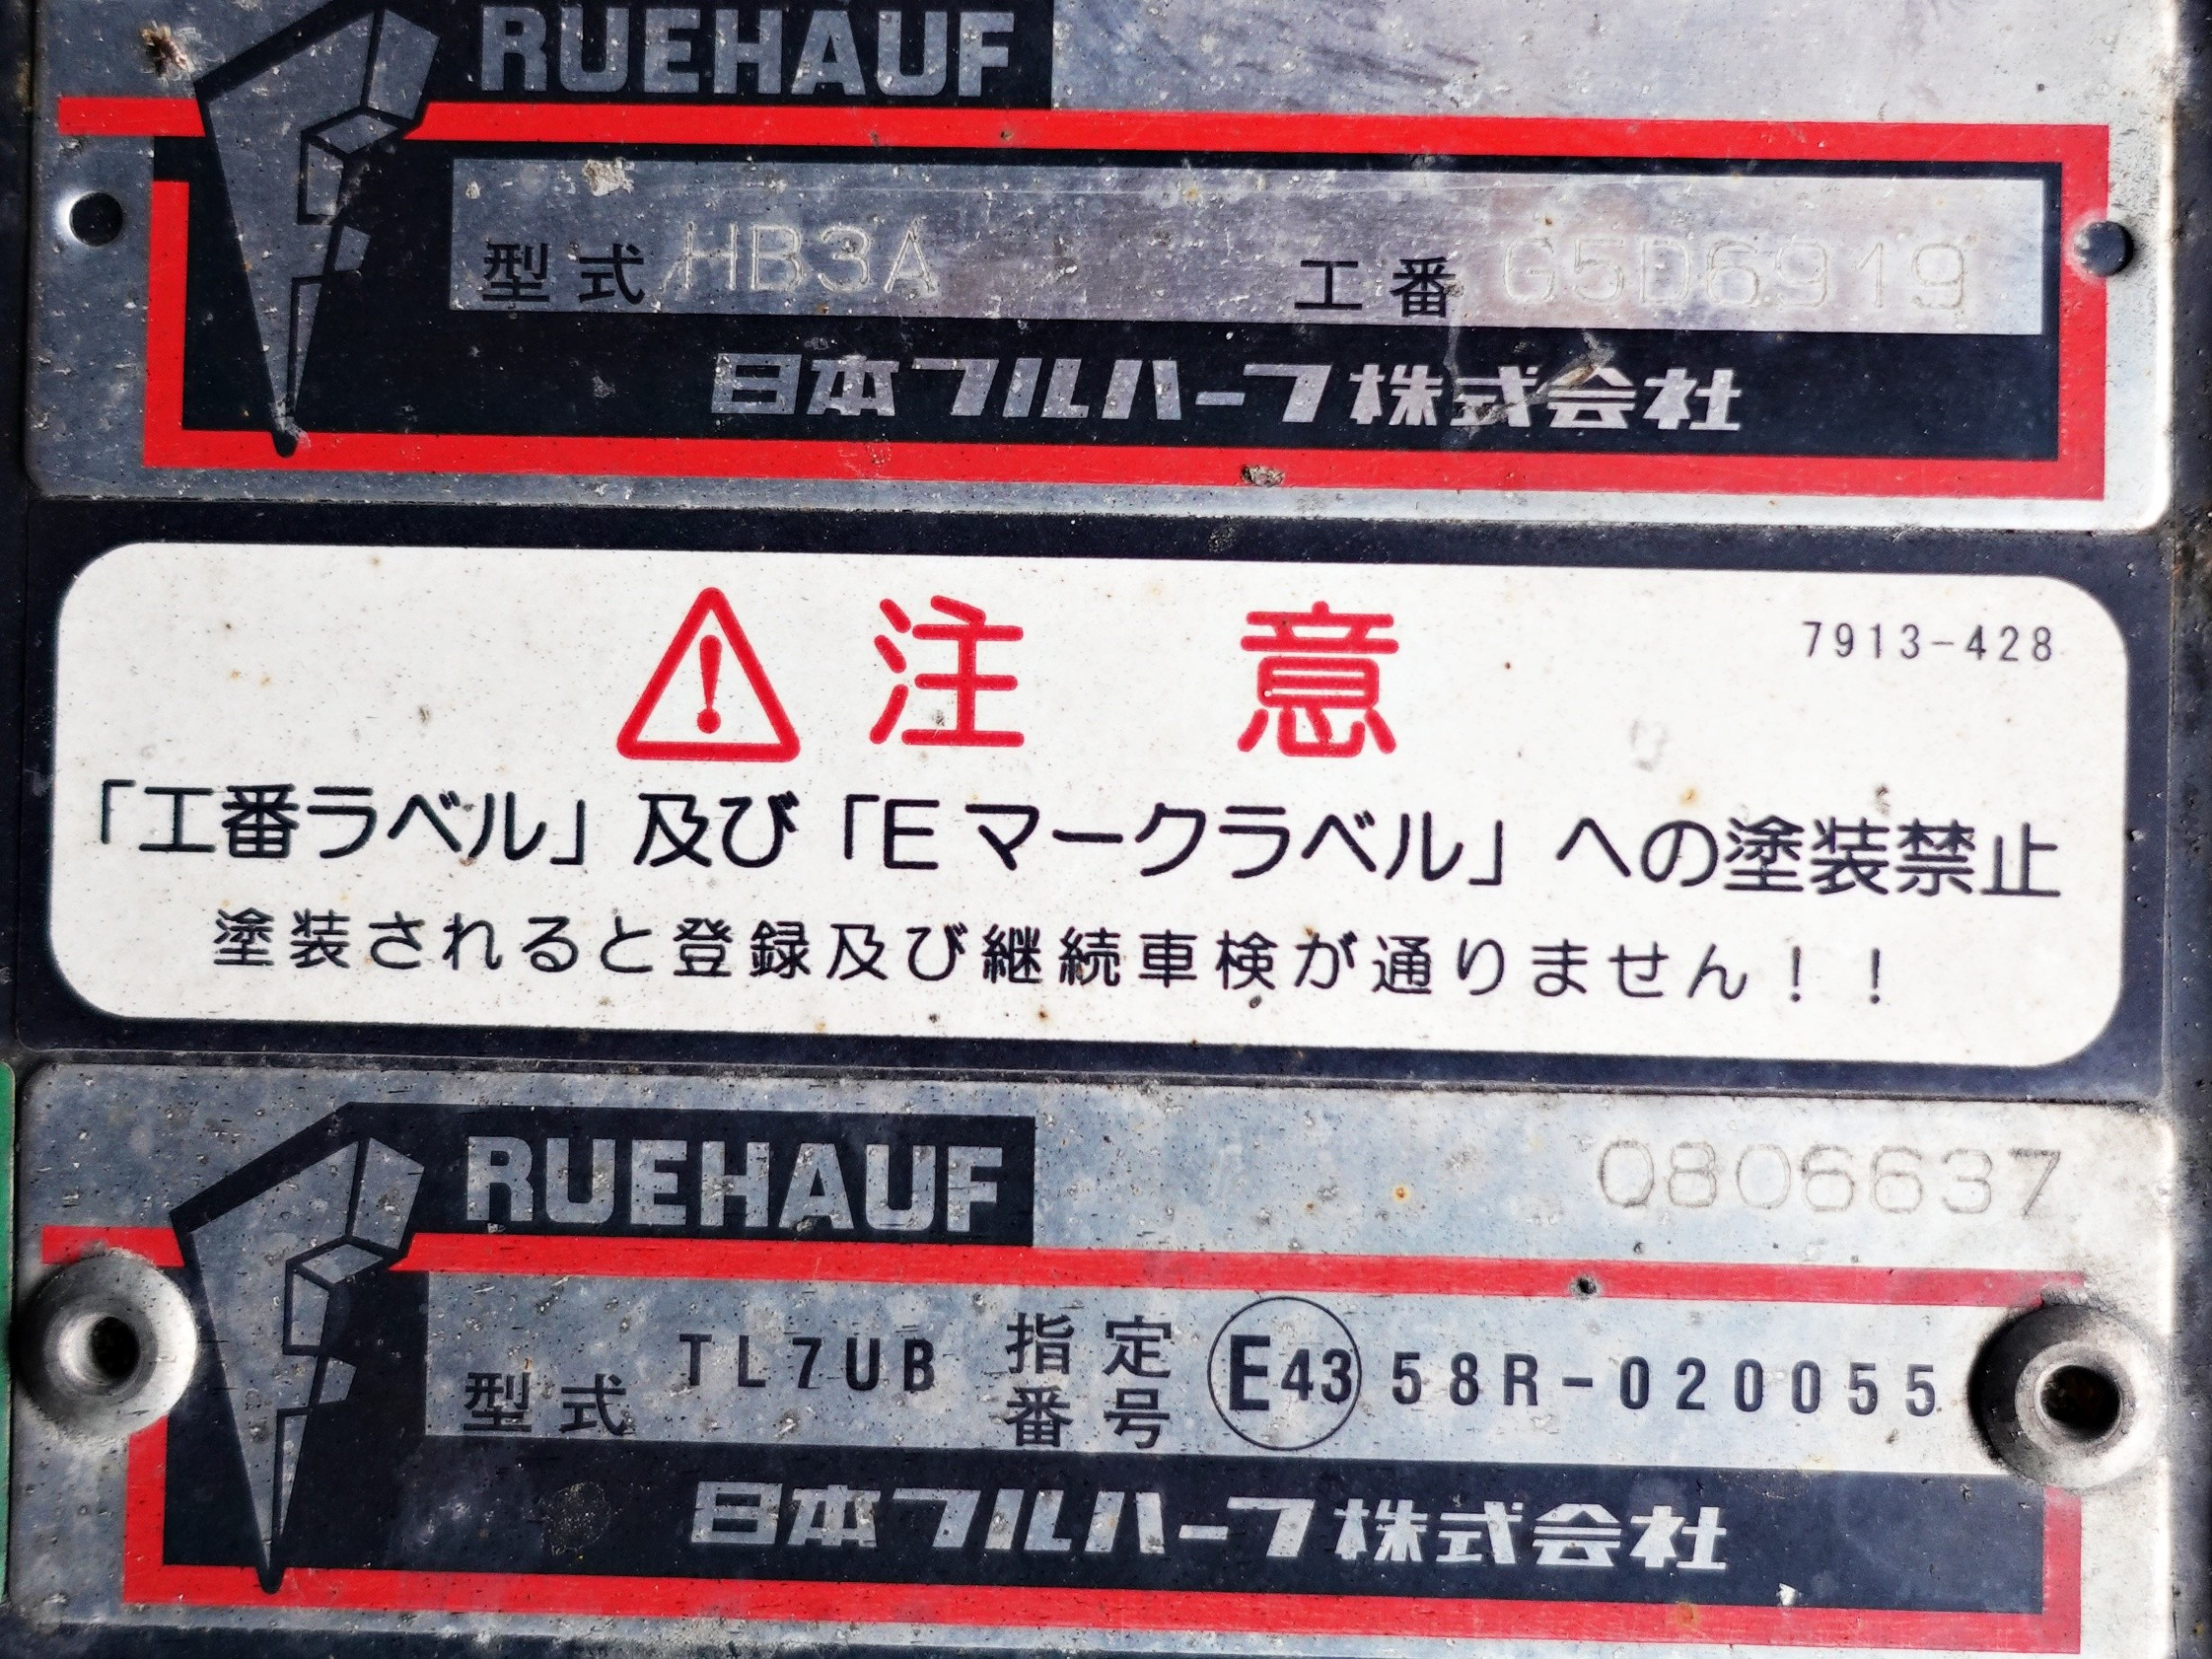 FRUEHAUF
型式 HB3A 工番 G5D6919
日本フルハーフ株式会社
注意 7913-428
「工番ラベル」及び「Eマークラベル」への塗装禁止
塗装されると登録及び継続車検が通りません!!
FRUEHAUF 0806637
型式 TL7UB 指定番号 E43 58R-020055
日本フルハーフ株式会社